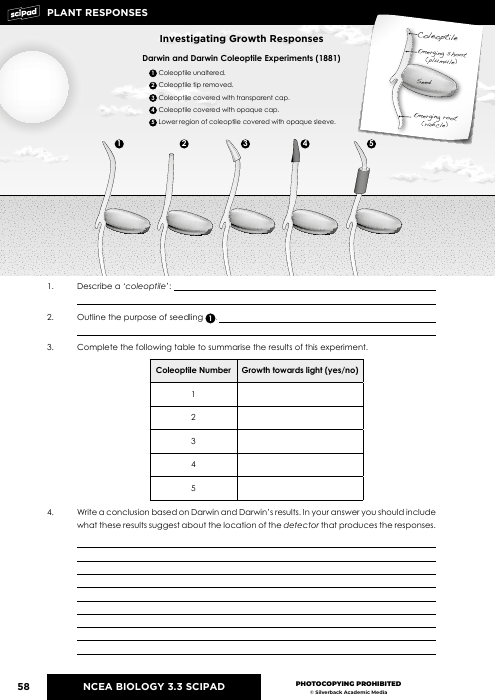 scipad PLANT RESPONSES
Investigating Growth Responses
Darwin and Darwin Coleoptile Experiments (1881)
1 Coleoptile unaltered.
2 Coleoptile tip removed.
3 Coleoptile covered with transparent cap.
4 Coleoptile covered with opaque cap.
5 Lower region of coleoptile covered with opaque sleeve.
Coleoptile
Emerging shoot
(plumule)
Seed
Emerging root
(radicle)
1 2 3 4 5
1. Describe a ‘coleoptile’:
2. Outline the purpose of seedling 1.
3. Complete the following table to summarise the results of this experiment.
Coleoptile Number Growth towards light (yes/no)
1
2
3
4
5
4. Write a conclusion based on Darwin and Darwin’s results. In your answer you should include
what these results suggest about the location of the detector that produces the responses.
58 NCEA BIOLOGY 3.3 SCIPAD PHOTOCOPYING PROHIBITED
© Silverback Academic Media